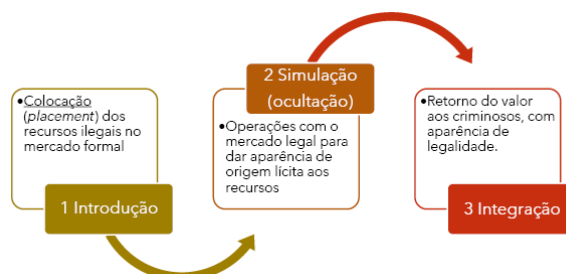 •Colocação
(placement) dos
recursos ilegais no
mercado formal
1 Introdução
2 Simulação
(ocultação)
•Operações com o
mercado legal para
dar aparência de
origem lícita aos
recursos
•Retorno do valor
aos criminosos, com
aparência de
legalidade.
3 Integração